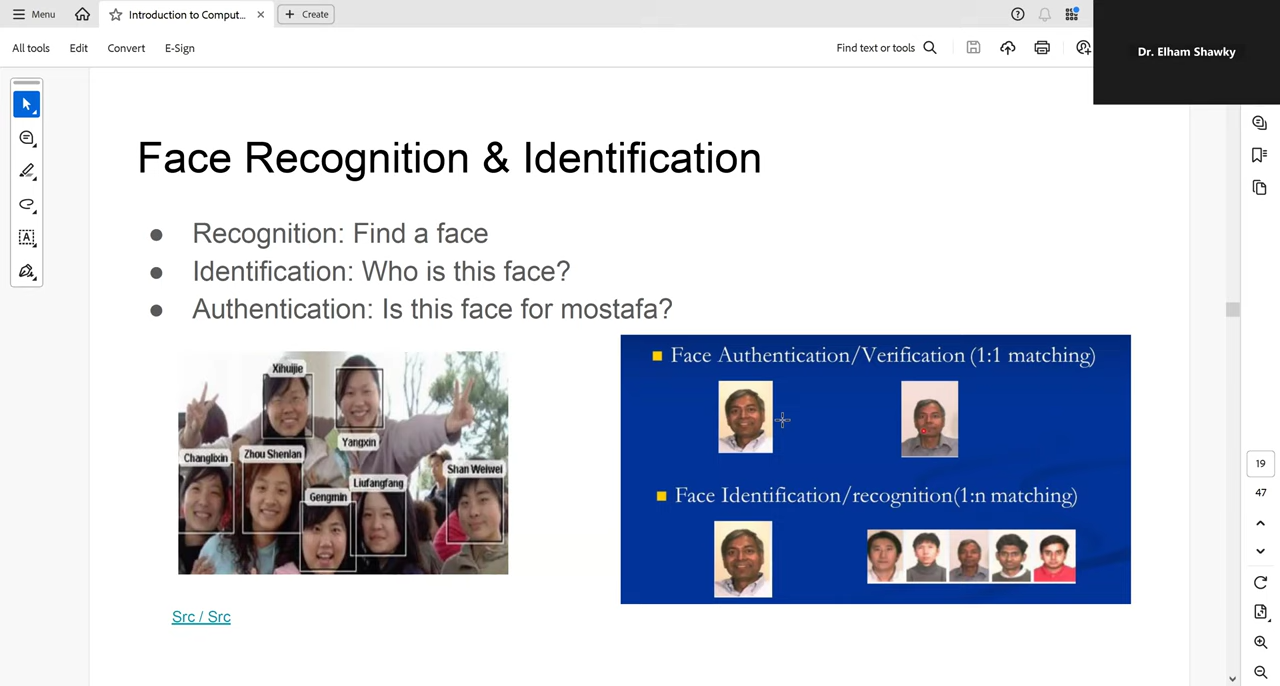 Menu
Introduction to Comput...
Create
All tools
Edit
Convert
E-Sign
Find text or tools
Dr. Elham Shawky
Face Recognition & Identification
● Recognition: Find a face
● Identification: Who is this face?
● Authentication: Is this face for mostafa?
Xihuijie
Yangxin
Changlixin
Zhou Shenlan
Gengmin
Liufangfang
Shan Weiwei
Face Authentication/Verification (1:1 matching)
Face Identification/recognition(1:n matching)
Src / Src
19
47